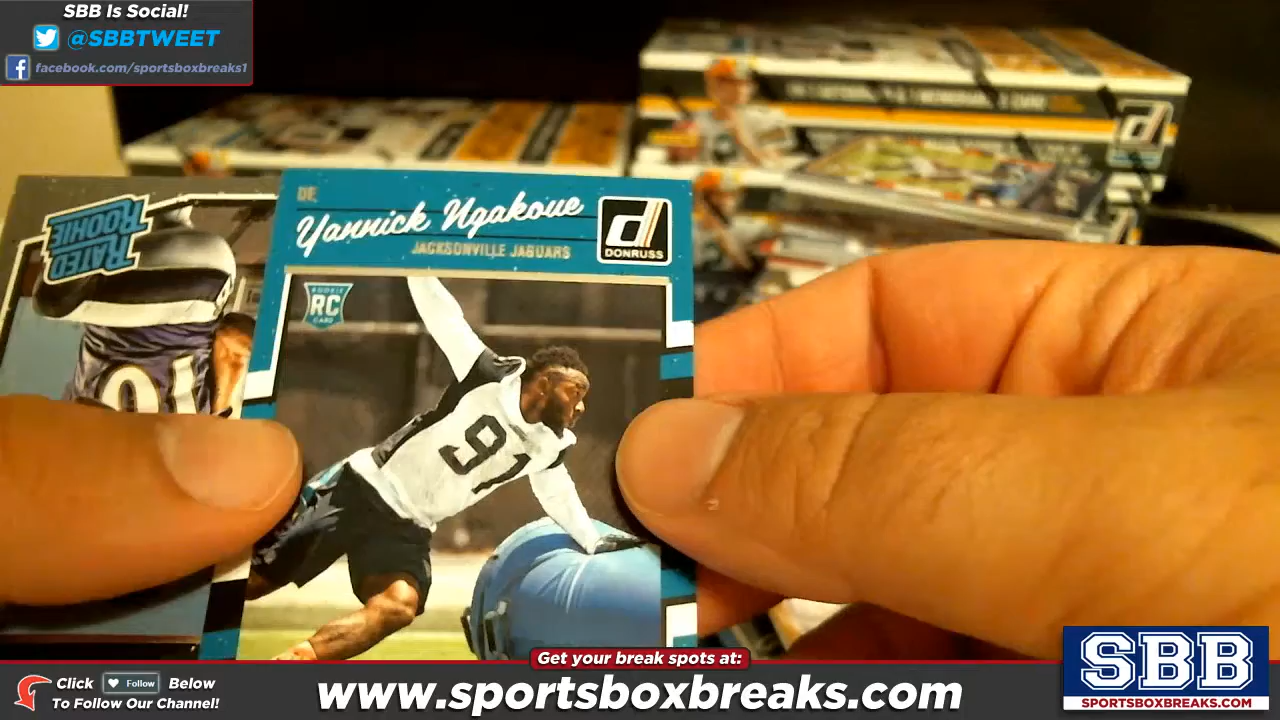 SBB Is Social!
@SBBTWEET
facebook.com/sportsboxbreaks1
RATED
ROOKIE
DE
Yannick Ngakoue
JACKSONVILLE JAGUARS
d
DONRUSS
ROOKIE
RC
CARD
91
Get your break spots at:
Click Follow Below
To Follow Our Channel!
www.sportsboxbreaks.com
SBB
SPORTSBOXBREAKS.COM